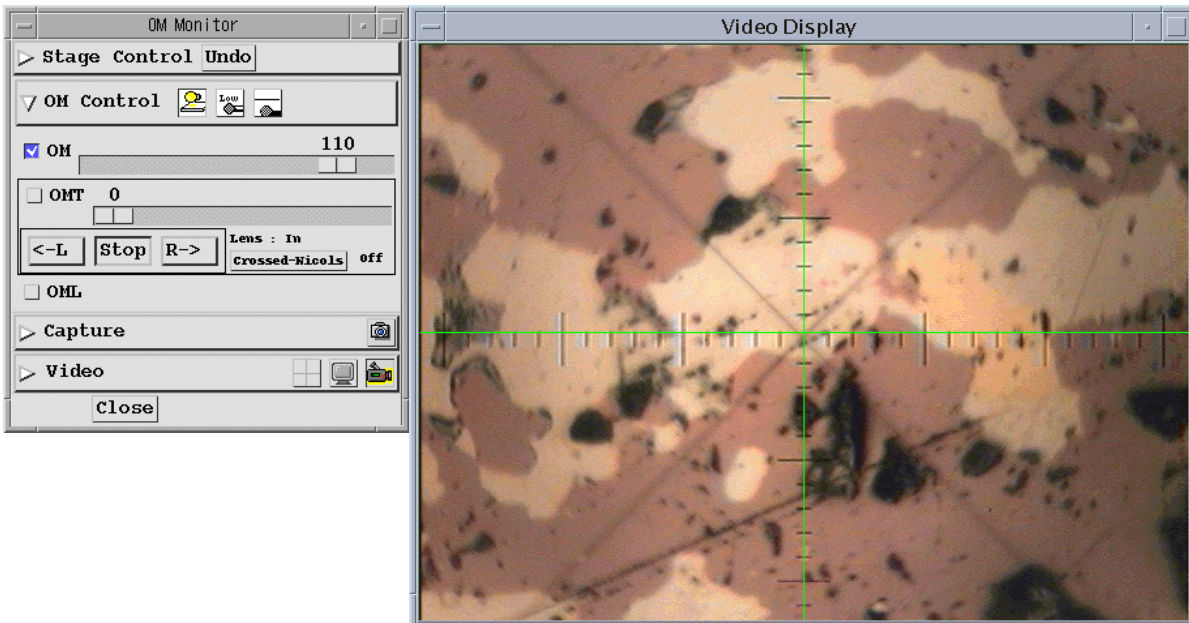 OM Monitor
Stage Control Undo
OM Control Low
OM 110
OMT 0
<-L Stop R-> Lens : In
Crossed-Nicols Off
OML
Capture
Video
Close
Video Display